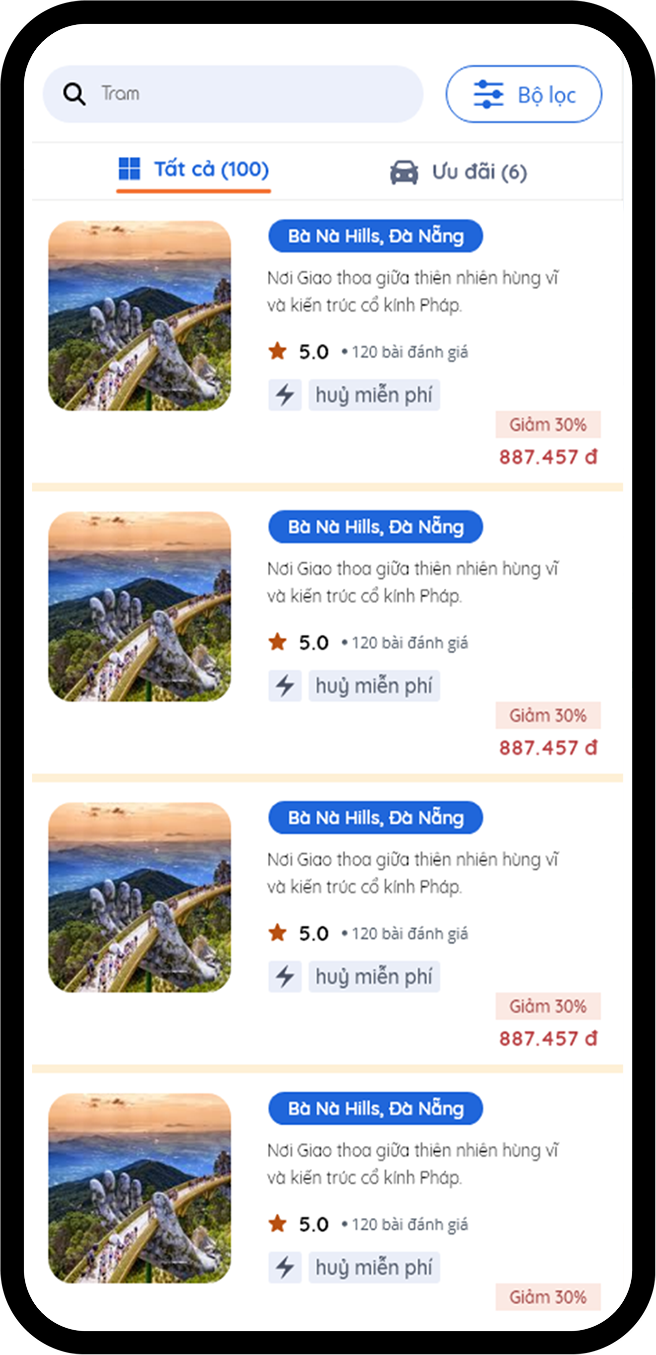 Tram
Bộ lọc
Tất cả (100)
Ưu đãi (6)
Bà Nà Hills, Đà Nẵng
Nơi Giao thoa giữa thiên nhiên hùng vĩ
và kiến trúc cổ kính Pháp.
5.0 • 120 bài đánh giá
huỷ miễn phí
Giảm 30%
887.457 đ
Bà Nà Hills, Đà Nẵng
Nơi Giao thoa giữa thiên nhiên hùng vĩ
và kiến trúc cổ kính Pháp.
5.0 • 120 bài đánh giá
huỷ miễn phí
Giảm 30%
887.457 đ
Bà Nà Hills, Đà Nẵng
Nơi Giao thoa giữa thiên nhiên hùng vĩ
và kiến trúc cổ kính Pháp.
5.0 • 120 bài đánh giá
huỷ miễn phí
Giảm 30%
887.457 đ
Bà Nà Hills, Đà Nẵng
Nơi Giao thoa giữa thiên nhiên hùng vĩ
và kiến trúc cổ kính Pháp.
5.0 • 120 bài đánh giá
huỷ miễn phí
Giảm 30%